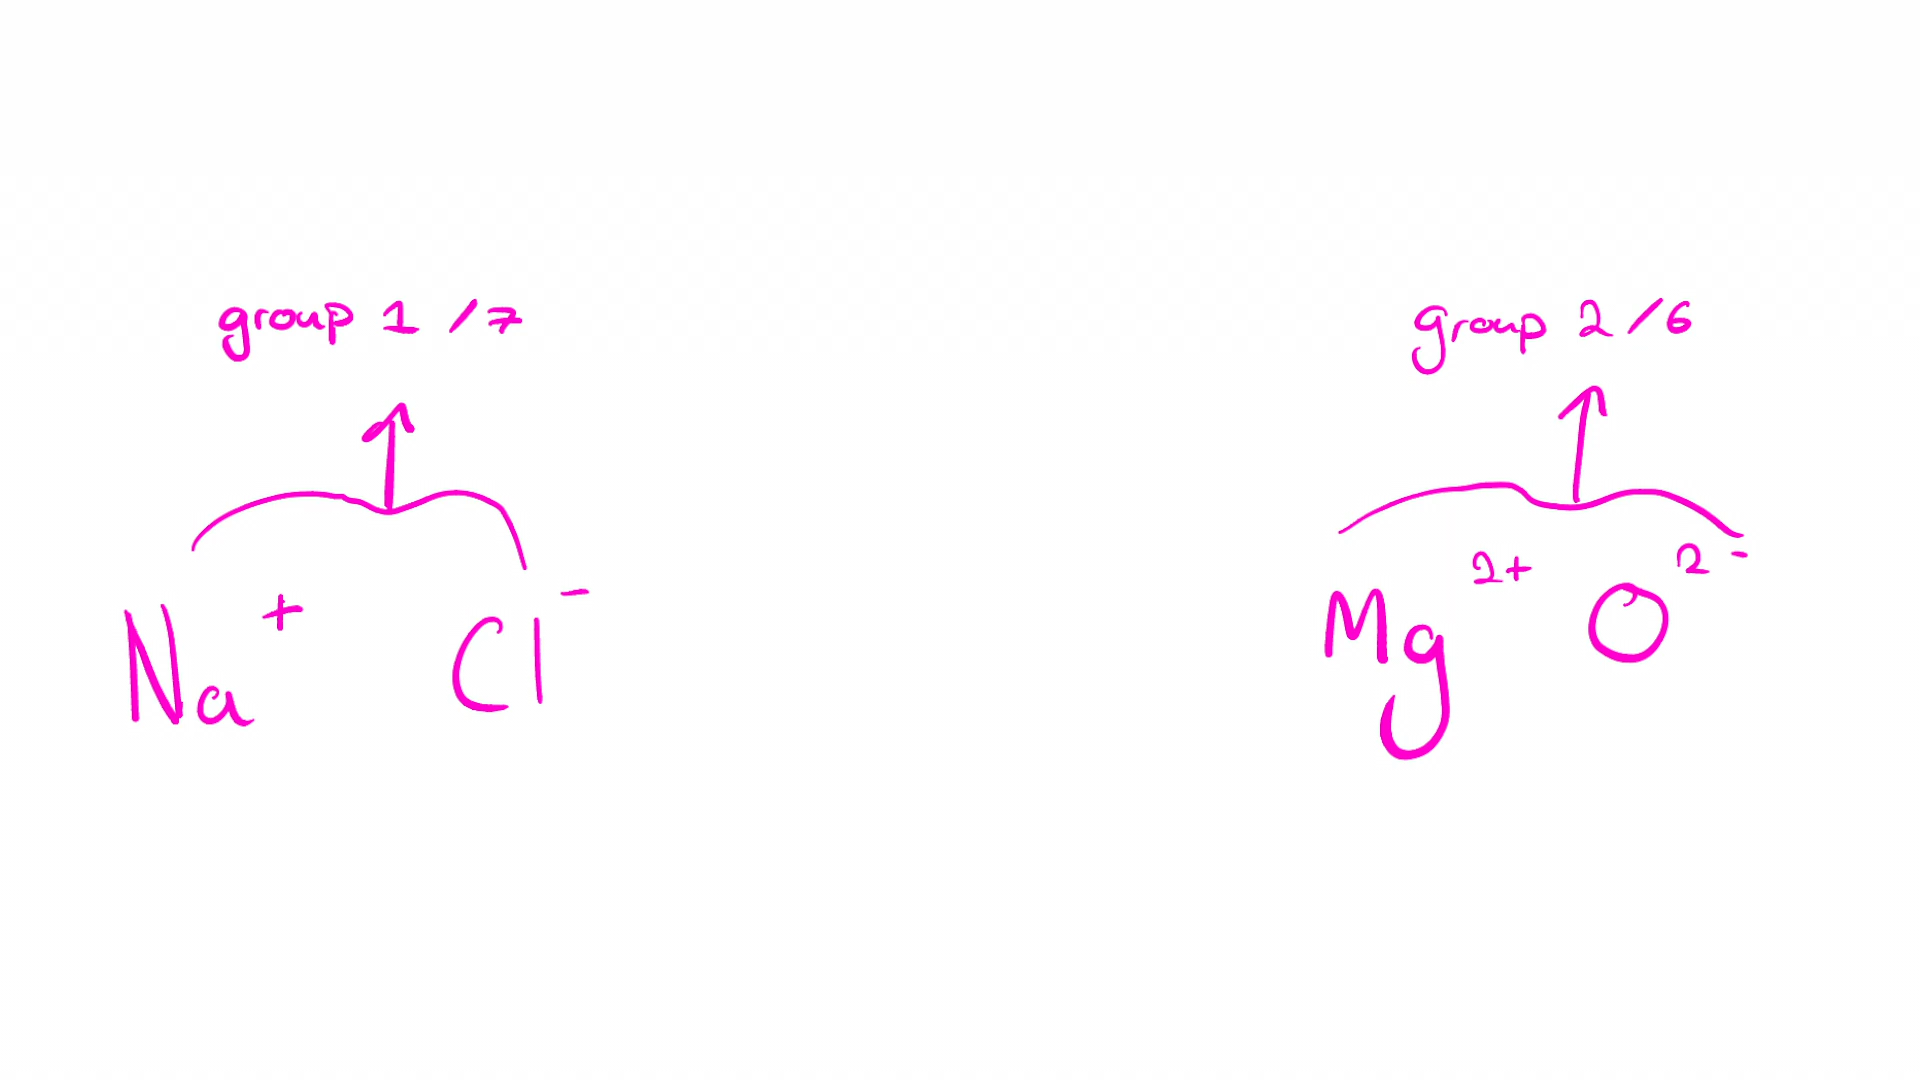 group 1/7
group 2/6
Na⁺ Cl⁻
Mg²⁺ O²⁻